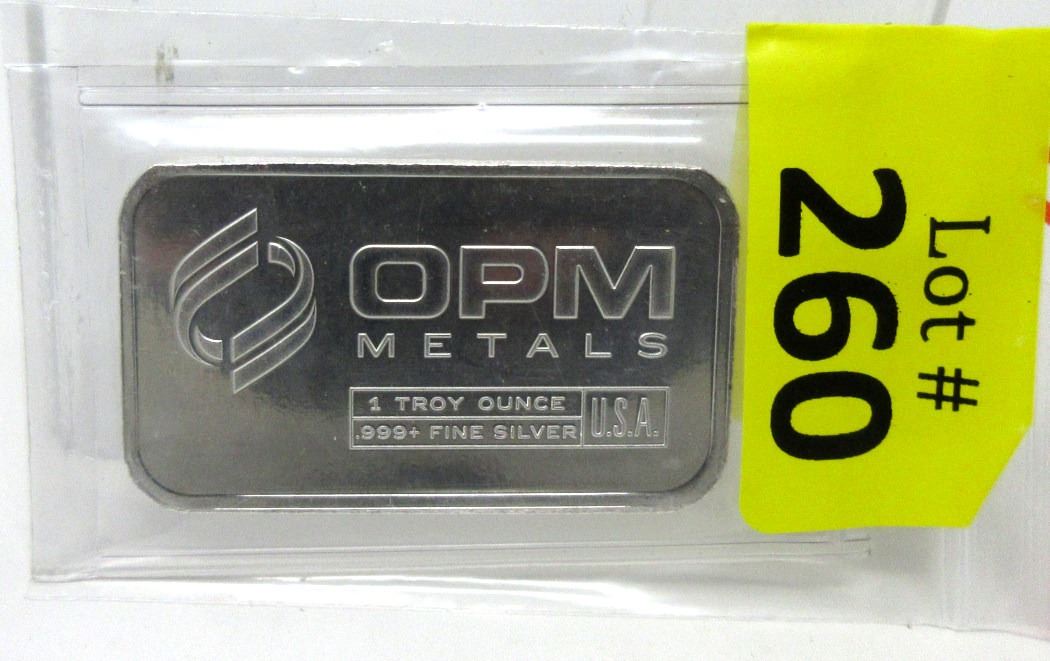 OPM
METALS
1 TROY OUNCE
.999+ FINE SILVER
U.S.A.
Lot #
260